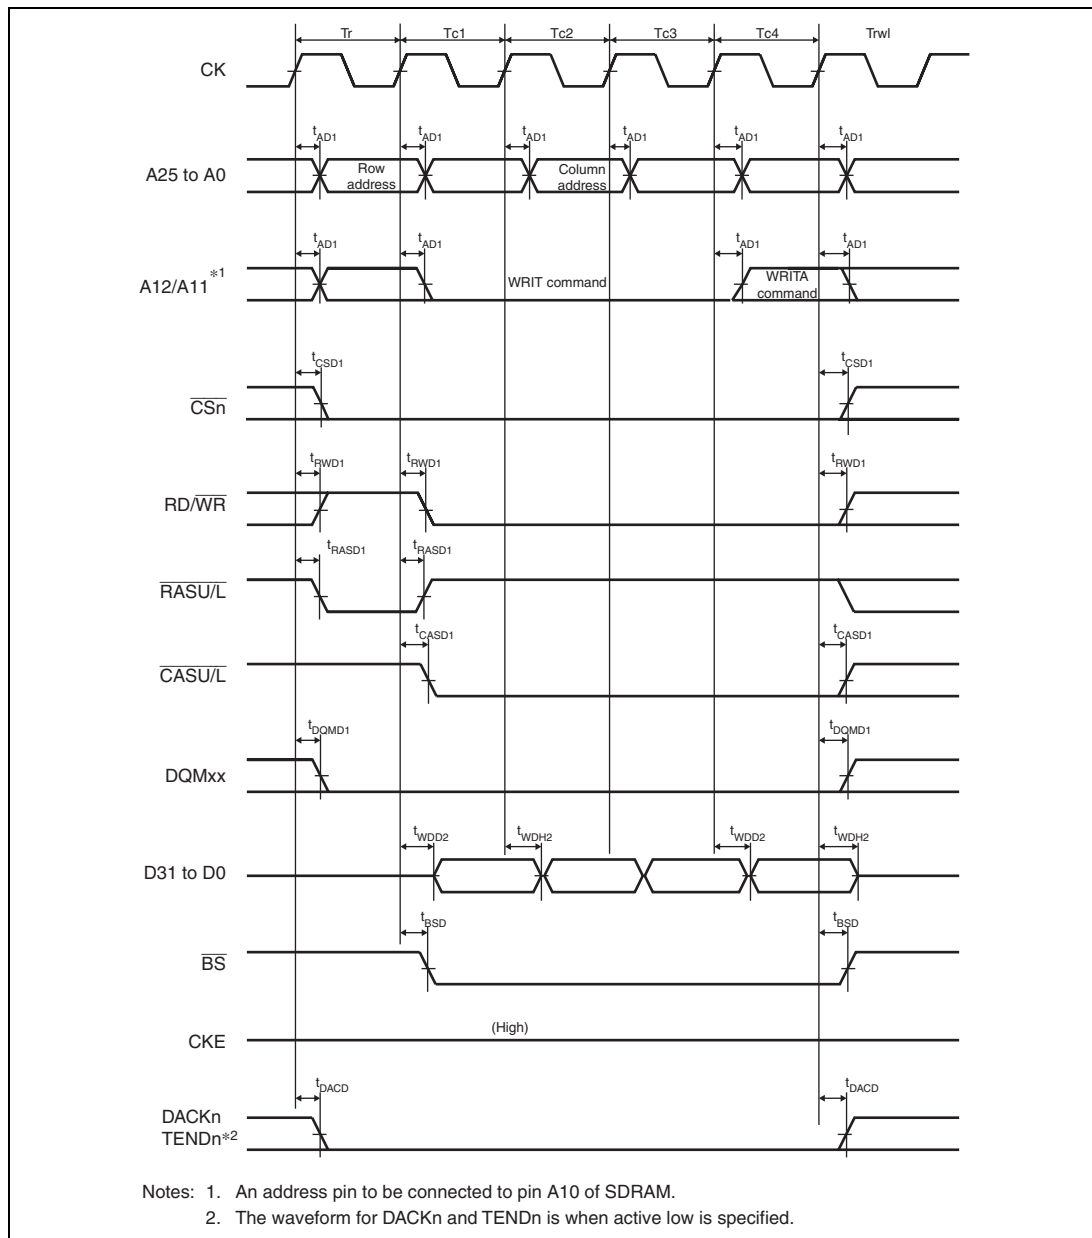 Tr Tc1 Tc2 Tc3 Tc4 Trwl
CK
tAD1 tAD1 tAD1 tAD1 tAD1 tAD1
A25 to A0
Row address
Column address
tAD1 tAD1 tAD1 tAD1
A12/A11 *1
WRIT command
WRITA command
tCSD1 tCSD1
CSn
tRWD1 tRWD1 tRWD1
RD/WR
tRASD1 tRASD1
RASU/L
tCASD1 tCASD1
CASU/L
tDQMD1 tDQMD1
DQMxx
tWDD2 tWDH2 tWDD2 tWDH2
D31 to D0
tBSD tBSD
BS
(High)
CKE
tDACD tDACD
DACKn
TENDn*2
Notes: 1. An address pin to be connected to pin A10 of SDRAM.
2. The waveform for DACKn and TENDn is when active low is specified.